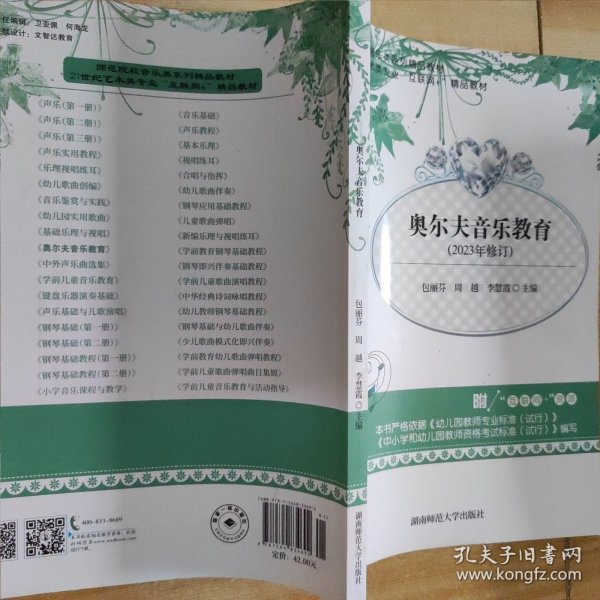 任编辑：卫亚佩 何海龙
设计：文智达教育
师范院校音乐类系列精品教材
21世纪艺术类专业“互联网+”精品教材
《声乐(第一册)》
《声乐(第二册)》
《声乐(第三册)》
《声乐实用教程》
《乐理视唱练耳》
《幼儿歌曲创编》
《音乐鉴赏与实践》
《幼儿园实用歌曲》
《基础乐理与视唱》
《奥尔夫音乐教育》
《中外声乐曲选集》
《学前儿童音乐教育》
《键盘乐器演奏基础》
《声乐基础与儿歌演唱》
《钢琴基础(第一册)》
《钢琴基础(第二册)》
《钢琴基础教程(第一册)》
《钢琴基础教程(第二册)》
《小学音乐课程与教学》
《音乐基础》
《声乐教程》
《基本乐理》
《视唱练耳》
《合唱与指挥》
《幼儿歌曲伴奏》
《钢琴应用基础教程》
《儿童歌曲弹唱》
《新编乐理与视唱练耳》
《学前教育钢琴基础教程》
《钢琴即兴伴奏基础教程》
《学前儿童歌曲演唱教程》
《中华经典诗词咏唱教程》
《幼儿教师钢琴基础教程》
《钢琴基础与幼儿歌曲伴奏》
《少儿歌曲模式化即兴伴奏》
《学前教育幼儿歌曲弹唱教程》
《学前儿童歌曲弹唱曲目集锦》
《学前儿童音乐教育与活动指导》
400-833-9689
定价：42.00元
奥尔夫音乐教育
包丽芬 周 越 李慧霞◎主编
湖南师范大学出版社
精品教材
奥尔夫音乐教育
(2023年修订)
包丽芬 周 越 李慧霞◎主编
附/“互联网+”资源
本书严格依据《幼儿园教师专业标准（试行）》
《中小学和幼儿园教师资格考试标准（试行）》编写
湖南师范大学出版社
孔夫子旧书网
www.kongfz.com